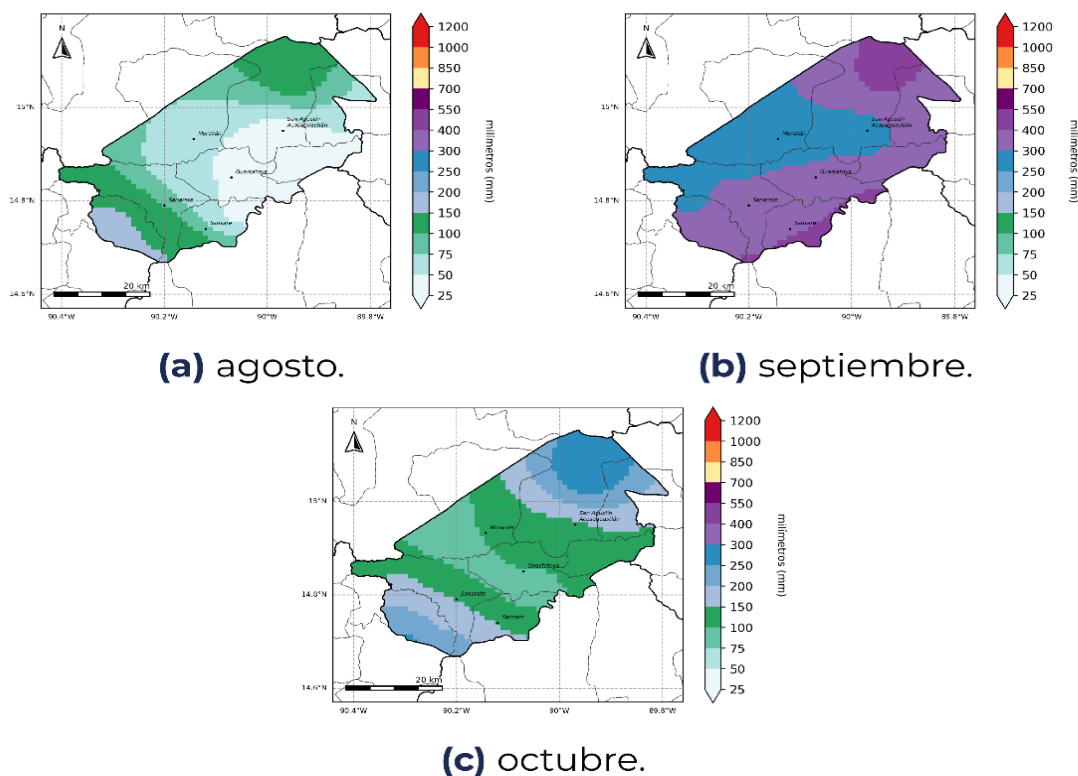 N
15°N
14.8°N
14.6°N
90.4°W
90.2°W
90°W
89.8°W
20 km
Morazán
San Agustín
Acasaguastlán
Guastatoya
Sanarate
Sansare
1200
1000
850
700
550
400
300
250
200
150
100
75
50
25
milímetros (mm)
(a) agosto.
N
15°N
14.8°N
14.6°N
90.4°W
90.2°W
90°W
89.8°W
20 km
Morazán
San Agustín
Acasaguastlán
Guastatoya
Sanarate
Sansare
1200
1000
850
700
550
400
300
250
200
150
100
75
50
25
milímetros (mm)
(b) septiembre.
N
15°N
14.8°N
14.6°N
90.4°W
90.2°W
90°W
89.8°W
20 km
Morazán
San Agustín
Acasaguastlán
Guastatoya
Sanarate
Sansare
1200
1000
850
700
550
400
300
250
200
150
100
75
50
25
milímetros (mm)
(c) octubre.